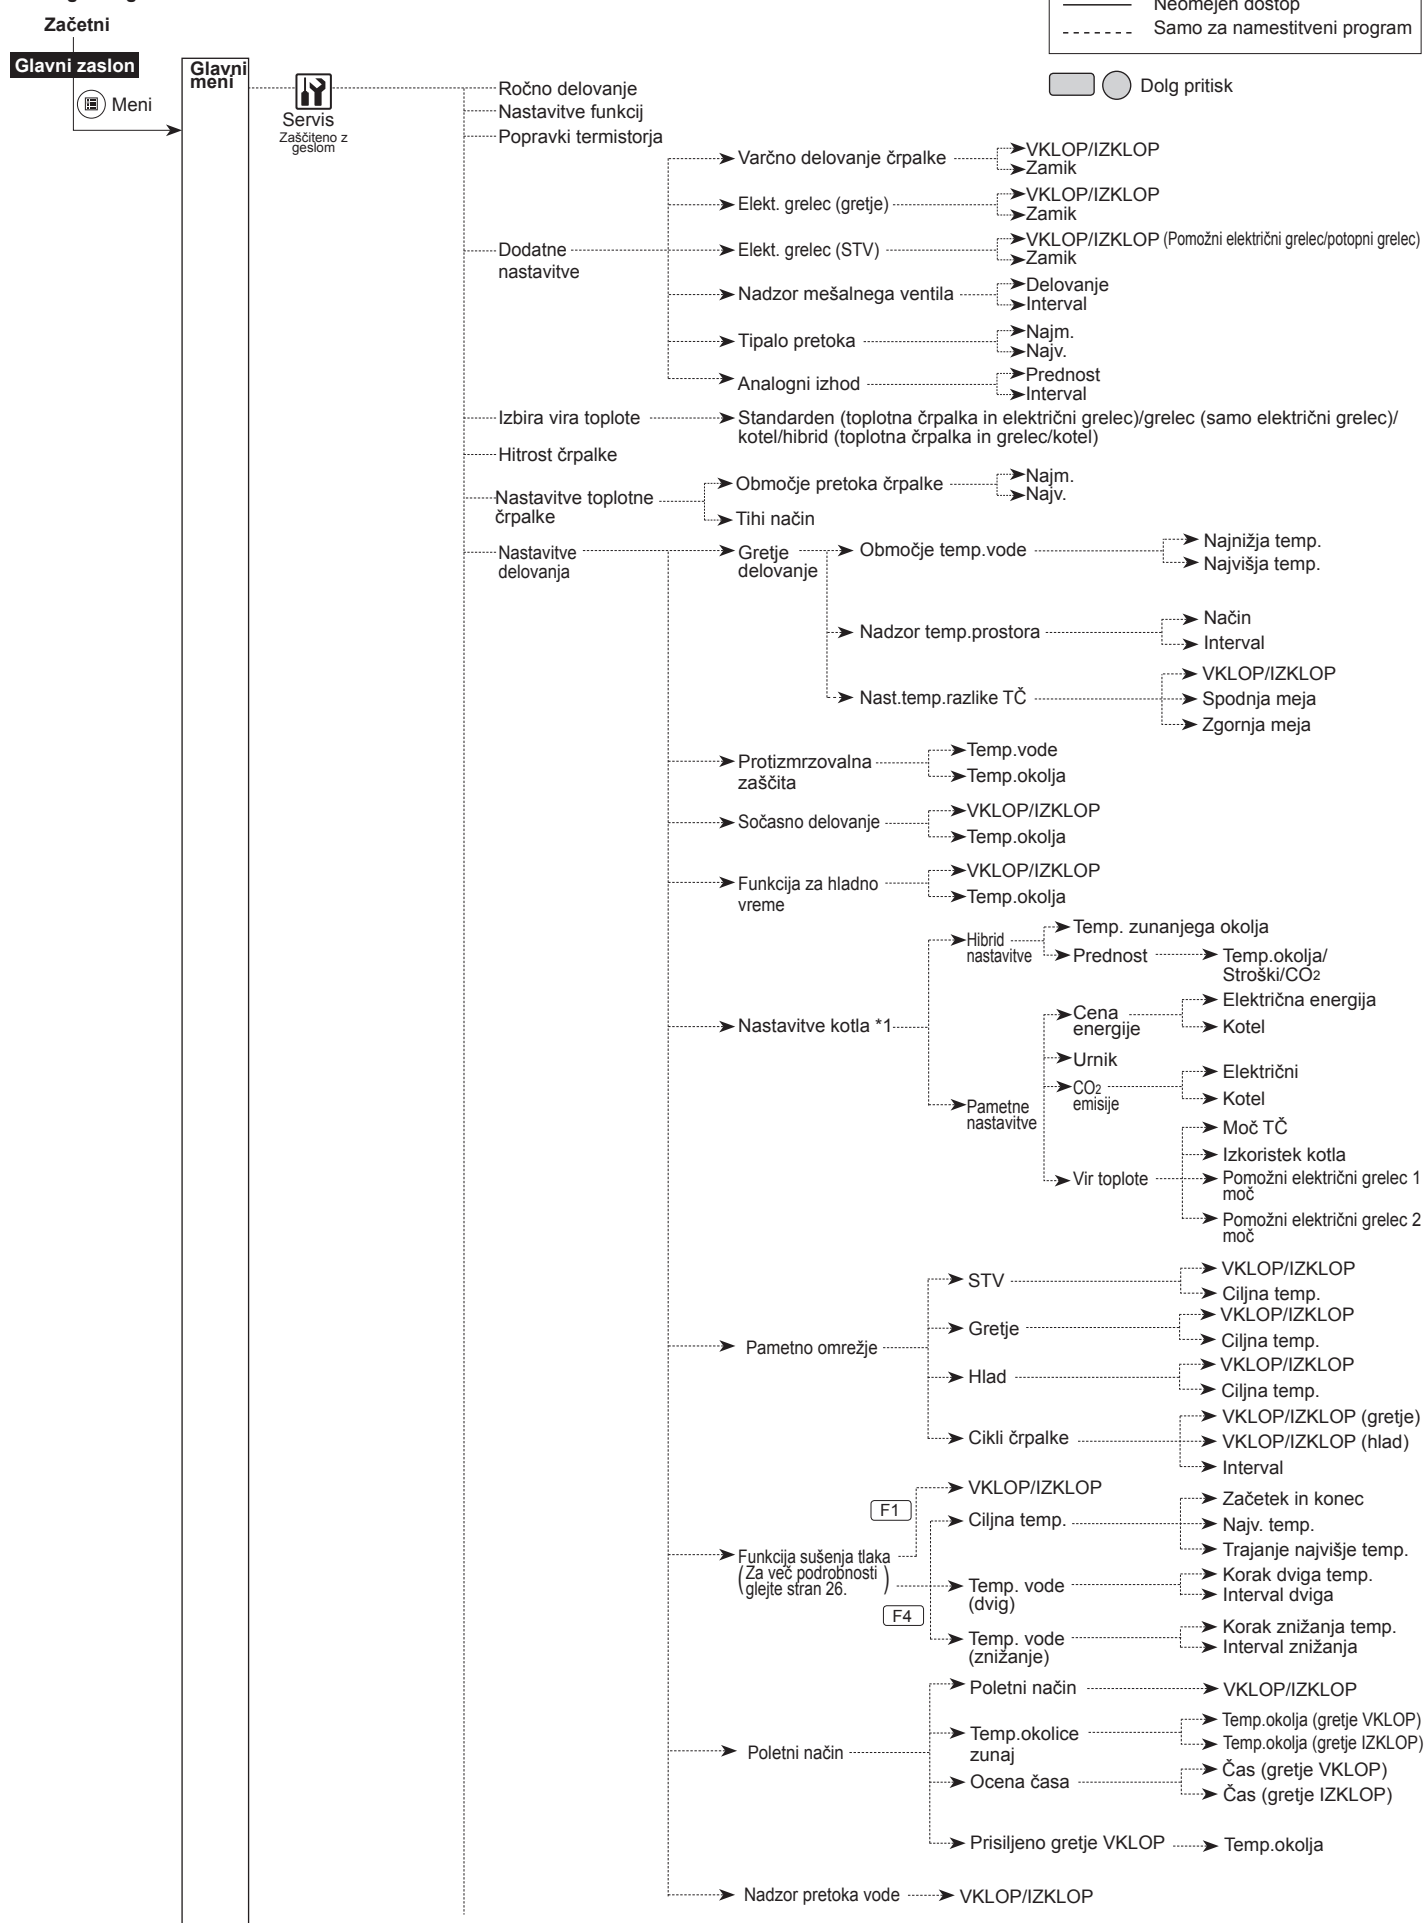 Začetni
Glavni zaslon
Meni
Glavni
meni
Servis
Zaščiteno z
geslom
Neomejen dostop
Samo za namestitveni program
Dolg pritisk
Ročno delovanje
Nastavitve funkcij
Popravki termistorja
Dodatne
nastavitve
Varčno delovanje črpalke
VKLOP/IZKLOP
Zamik
Elekt. grelec (gretje)
VKLOP/IZKLOP
Zamik
Elekt. grelec (STV)
VKLOP/IZKLOP (Pomožni električni grelec/potopni grelec)
Zamik
Nadzor mešalnega ventila
Delovanje
Interval
Tipalo pretoka
Najm.
Najv.
Analogni izhod
Prednost
Interval
Izbira vira toplote
Standarden (toplotna črpalka in električni grelec)/grelec (samo električni grelec)/
kotel/hibrid (toplotna črpalka in grelec/kotel)
Hitrost črpalke
Nastavitve toplotne
črpalke
Območje pretoka črpalke
Najm.
Najv.
Tihi način
Nastavitve
delovanja
Gretje
delovanje
Območje temp.vode
Najnižja temp.
Najvišja temp.
Nadzor temp.prostora
Način
Interval
Nast.temp.razlike TČ
VKLOP/IZKLOP
Spodnja meja
Zgornja meja
Protizmrzovalna
zaščita
Temp.vode
Temp.okolja
Sočasno delovanje
VKLOP/IZKLOP
Temp.okolja
Funkcija za hladno
vreme
VKLOP/IZKLOP
Temp.okolja
Nastavitve kotla *1
Hibrid
nastavitve
Temp. zunanjega okolja
Prednost
Temp.okolja/
Stroški/CO2
Pametne
nastavitve
Cena
energije
Električna energija
Kotel
Urnik
CO2
emisije
Električni
Kotel
Vir toplote
Moč TČ
Izkoristek kotla
Pomožni električni grelec 1
moč
Pomožni električni grelec 2
moč
Pametno omrežje
STV
VKLOP/IZKLOP
Ciljna temp.
Gretje
VKLOP/IZKLOP
Ciljna temp.
Hlad
VKLOP/IZKLOP
Ciljna temp.
Cikli črpalke
VKLOP/IZKLOP (gretje)
VKLOP/IZKLOP (hlad)
Interval
Funkcija sušenja tlaka
(Za več podrobnosti
glejte stran 26.)
F1
VKLOP/IZKLOP
F4
Ciljna temp.
Začetek in konec
Najv. temp.
Trajanje najvišje temp.
Temp. vode
(dvig)
Korak dviga temp.
Interval dviga
Temp. vode
(znižanje)
Korak znižanja temp.
Interval znižanja
Poletni način
Poletni način
VKLOP/IZKLOP
Temp.okolice
zunaj
Temp.okolja (gretje VKLOP)
Temp.okolja (gretje IZKLOP)
Ocena časa
Čas (gretje VKLOP)
Čas (gretje IZKLOP)
Prisiljeno gretje VKLOP
Temp.okolja
Nadzor pretoka vode
VKLOP/IZKLOP